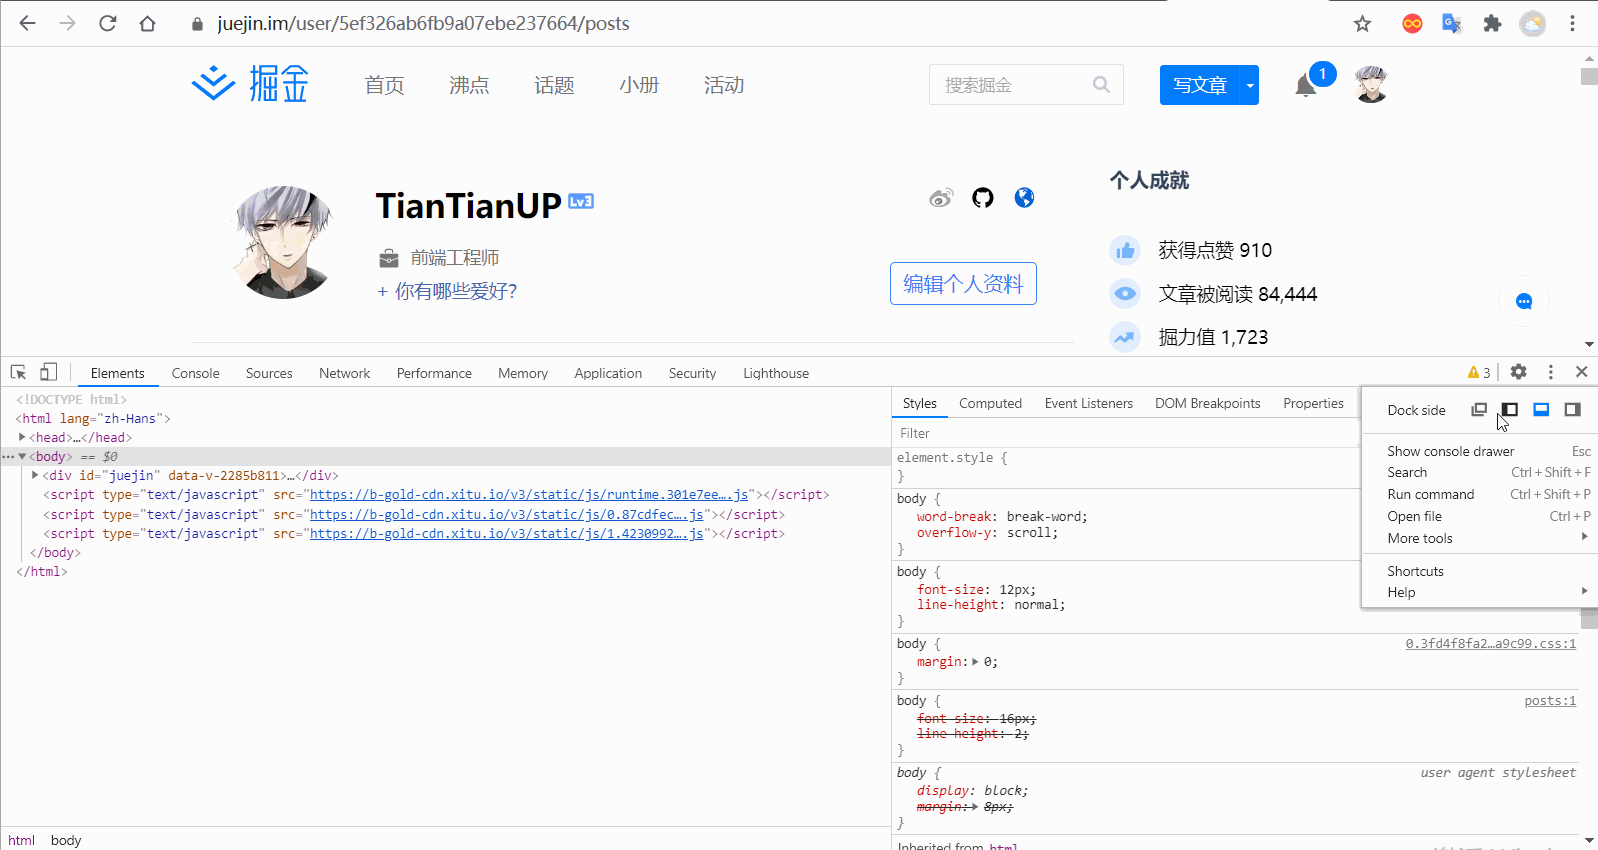 juejin.im/user/5ef326ab6fb9a07ebe237664/posts
掘金 首页 沸点 话题 小册 活动 搜索掘金 写文章 1
TianTianUP Lv3
前端工程师
+ 你有哪些爱好?
编辑个人资料
个人成就
获得点赞 910
文章被阅读 84,444
掘力值 1,723
Elements Console Sources Network Performance Memory Application Security Lighthouse 3
<!DOCTYPE html>
<html lang="zh-Hans">
<head>…</head>
<body> == $0
<div id="juejin" data-v-2285b811>…</div>
<script type="text/javascript" src="https://b-gold-cdn.xitu.io/v3/static/js/runtime.301e7ee….js"></script>
<script type="text/javascript" src="https://b-gold-cdn.xitu.io/v3/static/js/0.87cdfec….js"></script>
<script type="text/javascript" src="https://b-gold-cdn.xitu.io/v3/static/js/1.4230992….js"></script>
</body>
</html>
html body
Styles Computed Event Listeners DOM Breakpoints Properties
Filter
element.style {
}
body {
word-break: break-word;
overflow-y: scroll;
}
body {
font-size: 12px;
line-height: normal;
}
body { 0.3fd4f8fa2…a9c99.css:1
margin: 0;
}
body { posts:1
font-size: 16px;
line-height: 2;
}
body { user agent stylesheet
display: block;
margin: 8px;
}
Inherited from html
Dock side
Show console drawer Esc
Search Ctrl + Shift + F
Run command Ctrl + Shift + P
Open file Ctrl + P
More tools
Shortcuts
Help